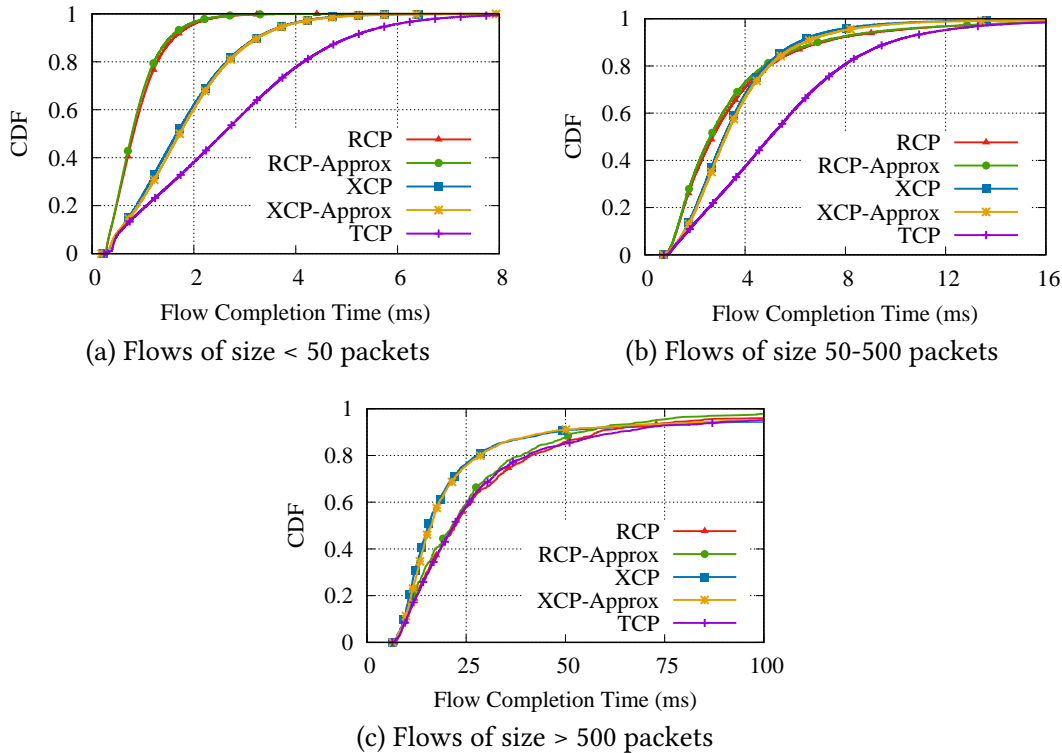 1
0.8
0.6
0.4
0.2
0
CDF
RCP
RCP-Approx
XCP
XCP-Approx
TCP
0 2 4 6 8
Flow Completion Time (ms)
(a) Flows of size < 50 packets
1
0.8
0.6
0.4
0.2
0
CDF
RCP
RCP-Approx
XCP
XCP-Approx
TCP
0 4 8 12 16
Flow Completion Time (ms)
(b) Flows of size 50-500 packets
1
0.8
0.6
0.4
0.2
0
CDF
RCP
RCP-Approx
XCP
XCP-Approx
TCP
0 25 50 75 100
Flow Completion Time (ms)
(c) Flows of size > 500 packets